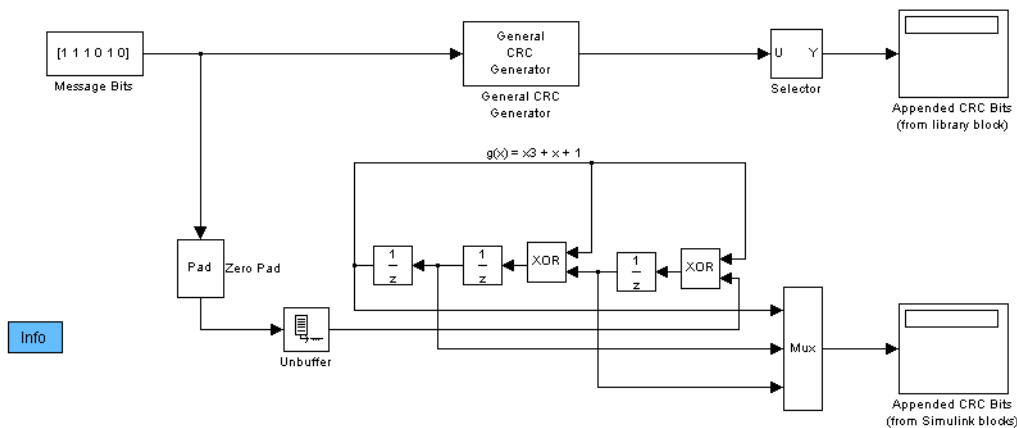 [1 1 1 0 1 0]
Message Bits
General
CRC
Generator
General CRC
Generator
U Y
Selector
Appended CRC Bits
(from library block)
g(x) = x3 + x + 1
Pad
Zero Pad
1
z
1
z
XOR
1
z
XOR
Info
Unbuffer
Mux
Appended CRC Bits
(from Simulink blocks)